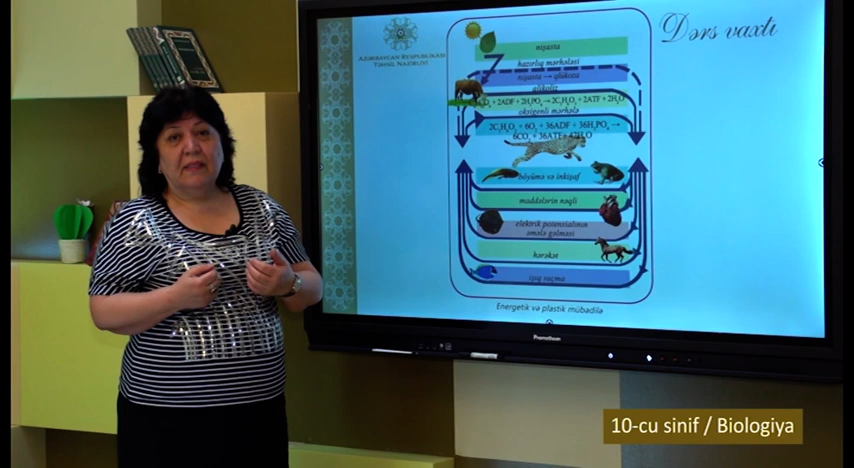 Dərs vaxtı
AZƏRBAYCAN RESPUBLİKASI
TƏHSİL NAZİRLİYİ
nişasta
hazırlıq mərhələsi
nişasta → qlükoza
qlikoliz
+ 2ADF + 2H₃PO₄ → 2C₃H₆O₃ + 2ATF + 2H₂O
oksigenli mərhələ
2C₃H₆O₃ + 6O₂ + 36ADF + 36H₃PO₄ →
6CO₂ + 36ATF + 42H₂O
böyümə və inkişaf
maddələrin nəqli
elektrik potensialının
əmələ gəlməsi
hərəkət
işıq saçma
Energetik və plastik mübadilə
Promethean
10-cu sinif / Biologiya